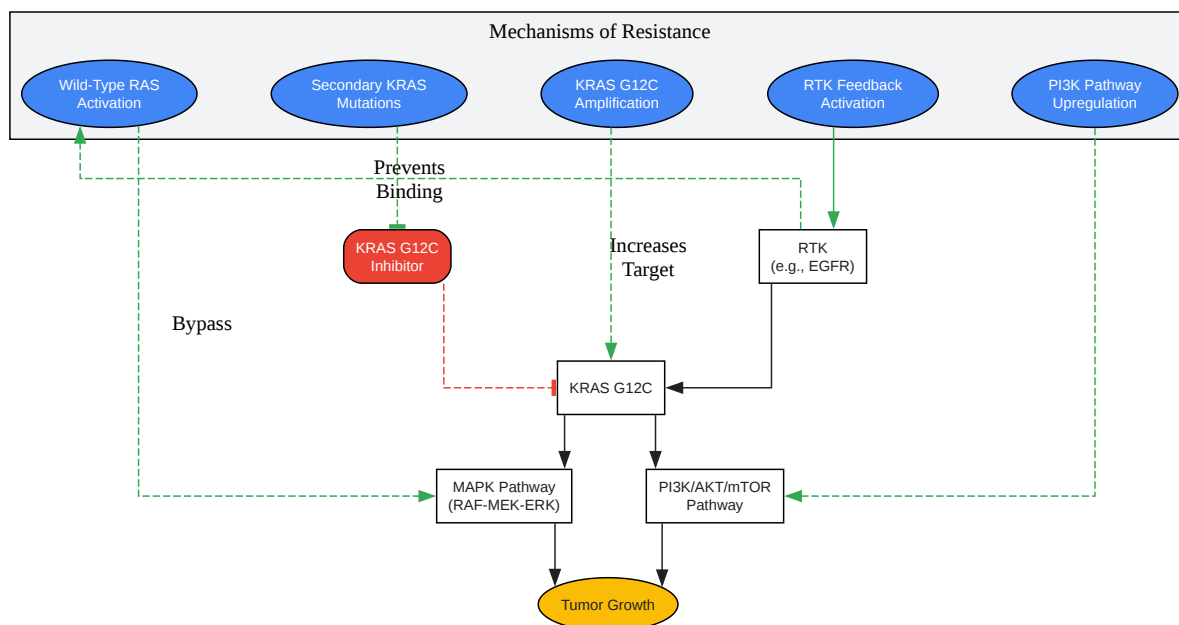 Mechanisms of Resistance
Wild-Type RAS
Activation
Secondary KRAS
Mutations
KRAS G12C
Amplification
RTK Feedback
Activation
PI3K Pathway
Upregulation
Prevents
Binding
KRAS G12C
Inhibitor
Increases
Target
RTK
(e.g., EGFR)
Bypass
KRAS G12C
MAPK Pathway
(RAF-MEK-ERK)
PI3K/AKT/mTOR
Pathway
Tumor Growth